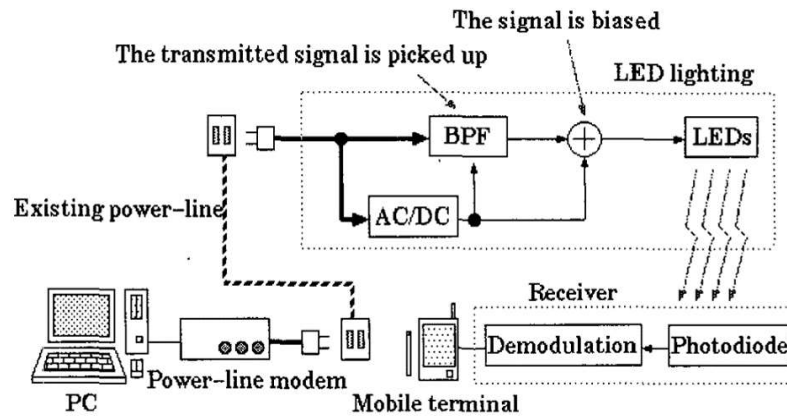 The signal is biased
The transmitted signal is picked up
LED lighting
BPF
LEDs
Existing power-line
AC/DC
Receiver
Demodulation
Photodiode
Power-line modem
PC
Mobile terminal